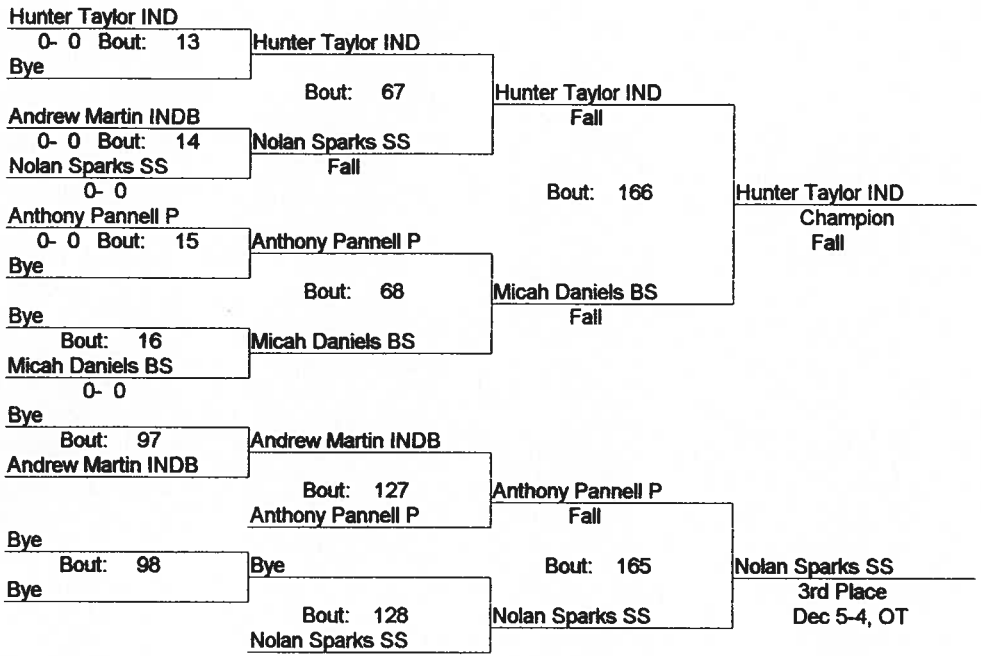 Hunter Taylor IND
0- 0 Bout: 13
Bye
Hunter Taylor IND
Bout: 67
Andrew Martin INDB
0- 0 Bout: 14
Nolan Sparks SS
0- 0
Nolan Sparks SS
Fall
Hunter Taylor IND
Fall
Anthony Pannell P
0- 0 Bout: 15
Bye
Anthony Pannell P
Bout: 68
Bye
Bout: 16
Micah Daniels BS
0- 0
Micah Daniels BS
Micah Daniels BS
Fall
Bout: 166
Hunter Taylor IND
Champion
Fall
Bye
Bout: 97
Andrew Martin INDB
Andrew Martin INDB
Bout: 127
Anthony Pannell P
Anthony Pannell P
Fall
Bye
Bout: 98
Bye
Bye
Bout: 128
Nolan Sparks SS
Nolan Sparks SS
Bout: 165
Nolan Sparks SS
3rd Place
Dec 5-4, OT